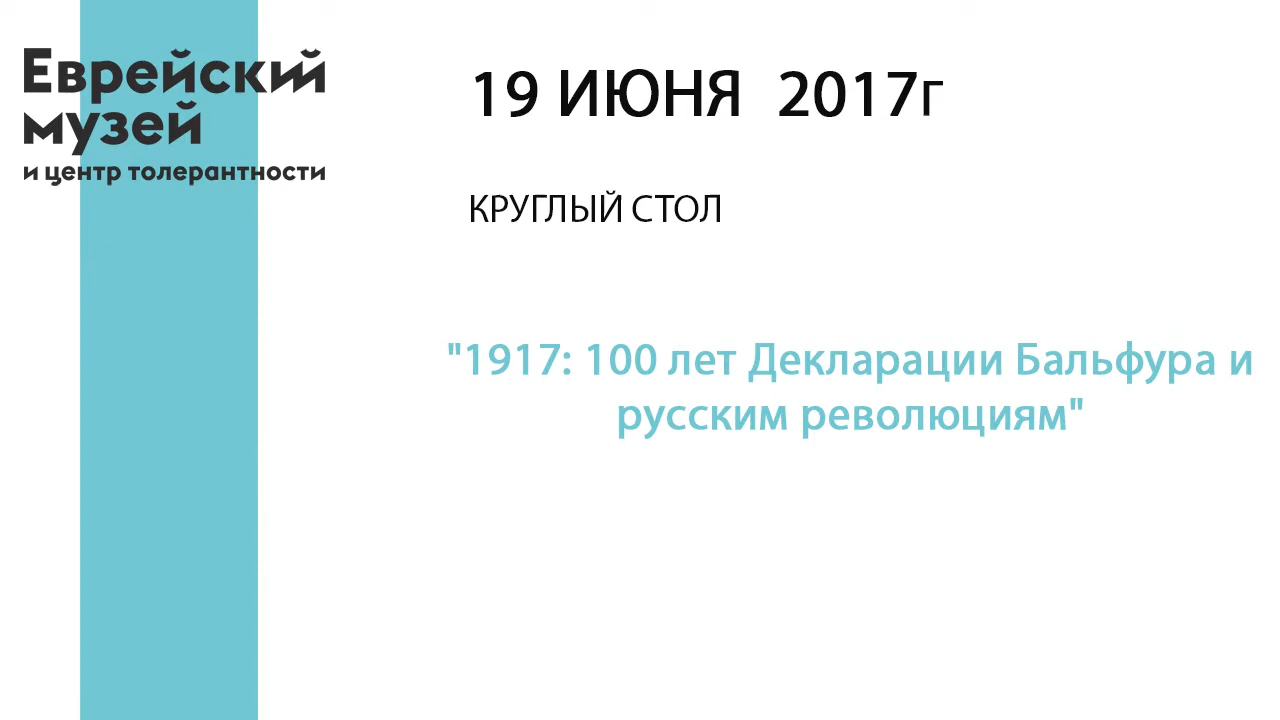 Еврейский
музей
и центр толерантности
19 ИЮНЯ 2017г
КРУГЛЫЙ СТОЛ
"1917: 100 лет Декларации Бальфура и
русским революциям"